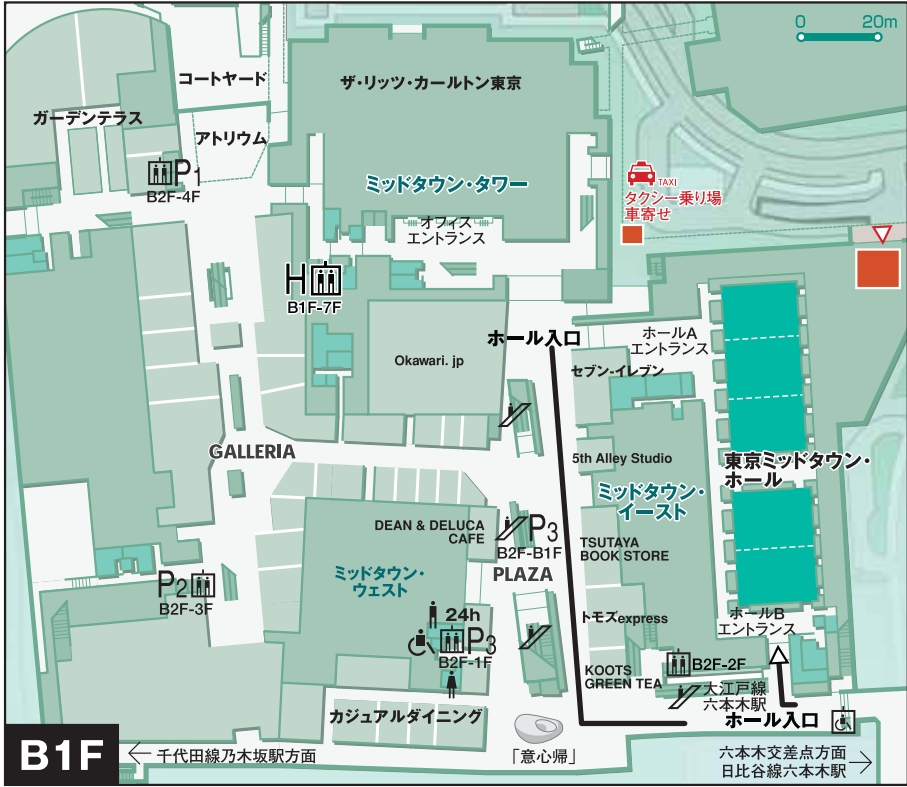 0 20m
コートヤード
ザ・リッツ・カールトン東京
ガーデンテラス
アトリウム
P1
B2F-4F
ミッドタウン・タワー
TAXI
タクシー乗り場
車寄せ
オフィス
エントランス
H
B1F-7F
ホール入口
ホールA
エントランス
Okawari. jp
セブン-イレブン
GALLERIA
5th Alley Studio
東京ミッドタウン・
ホール
ミッドタウン・
イースト
DEAN & DELUCA
CAFE
P3
B2F-B1F
TSUTAYA
BOOK STORE
PLAZA
ミッドタウン・
ウェスト
P2
B2F-3F
24h
P3
B2F-1F
トモズexpress
ホールB
エントランス
KOOTS
GREEN TEA
B2F-2F
大江戸線
六本木駅
カジュアルダイニング
ホール入口
B1F
← 千代田線乃木坂駅方面
「意心帰」
六本木交差点方面
日比谷線六本木駅 →